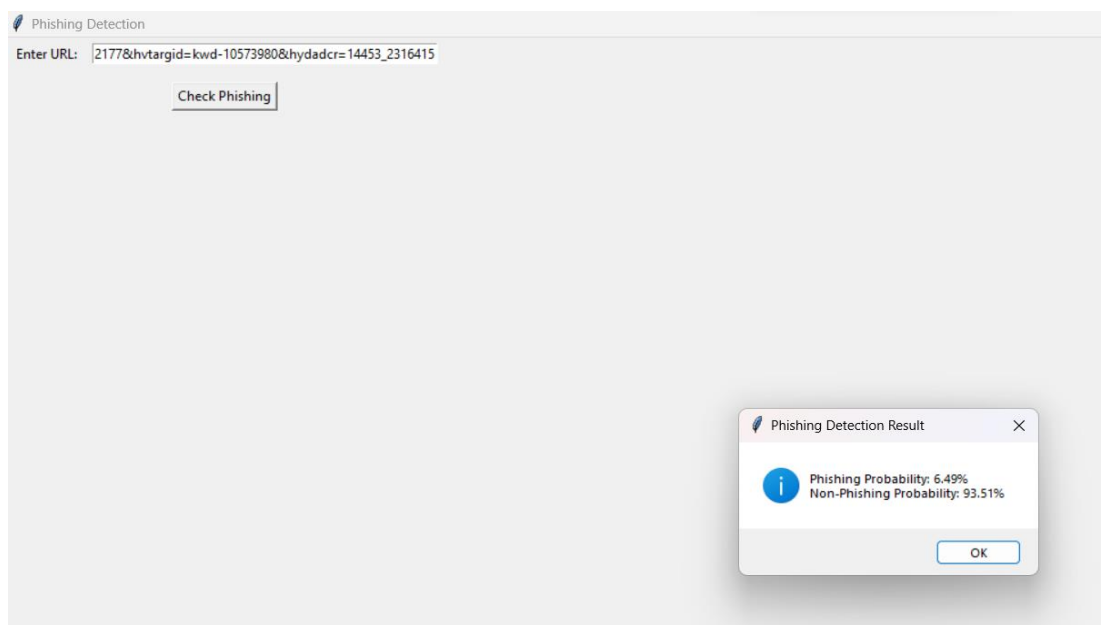 Phishing Detection
Enter URL: 2177&hvtargid=kwd-10573980&hydadcr=14453_2316415
Check Phishing
Phishing Detection Result
Phishing Probability: 6.49%
Non-Phishing Probability: 93.51%
OK